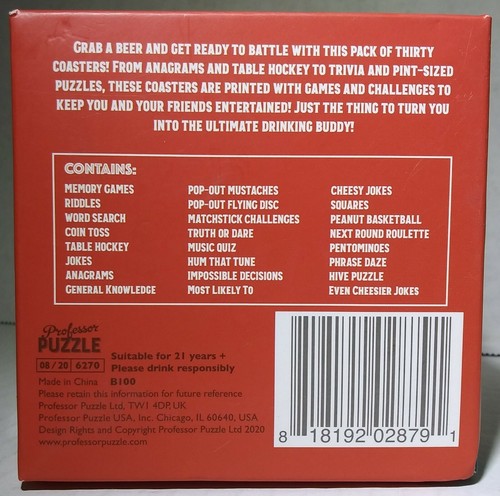 Grab a beer and get ready to battle with this pack of thirty
coasters! From anagrams and table hockey to trivia and pint-sized
puzzles, these coasters are printed with games and challenges to
keep you and your friends entertained! Just the thing to turn you
into the ultimate drinking buddy!
CONTAINS:
Memory Games
Riddles
Word Search
Coin Toss
Table Hockey
Jokes
Anagrams
General Knowledge
Pop-out Mustaches
Pop-out Flying Disc
Matchstick Challenges
Truth or Dare
Music Quiz
Hum That Tune
Impossible Decisions
Most Likely To
Cheesy Jokes
Squares
Peanut Basketball
Next Round Roulette
Pentominoes
Phrase Daze
Hive Puzzle
Even Cheesier Jokes
Professor
PUZZLE
08/20 6270
Suitable for 21 years +
Please drink responsibly
Made in China B100
Please retain this information for future reference
Professor Puzzle Ltd, TW1 4DP, UK
Professor Puzzle USA, Inc. Chicago, IL 60640, USA
Design Rights and Copyright Professor Puzzle Ltd 2020
www.professorpuzzle.com
8 18192 02879 1